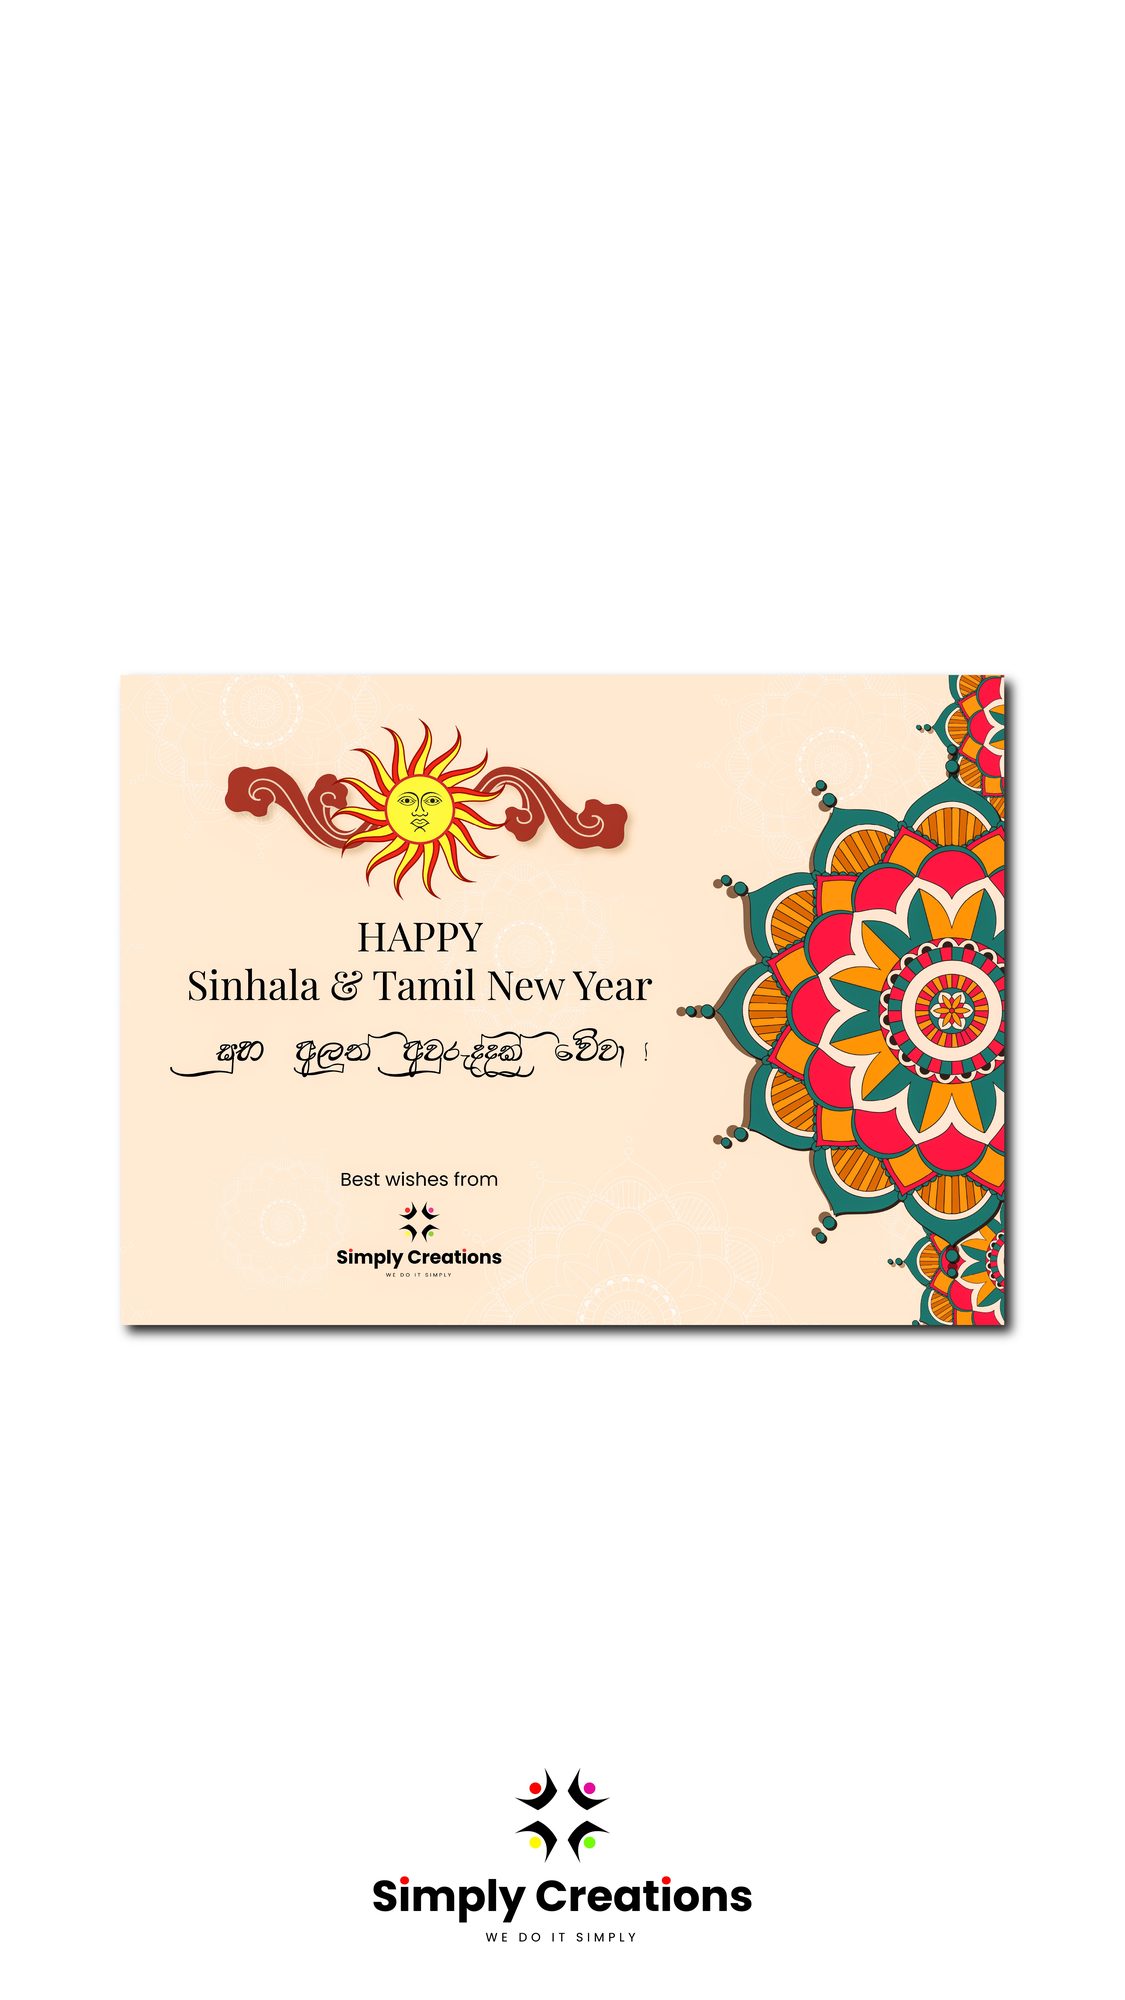 HAPPY
Sinhala & Tamil New Year
සුභ අලුත් අවුරුද්දක් වේවා !
Best wishes from
Simply Creations
WE DO IT SIMPLY
Simply Creations
WE DO IT SIMPLY